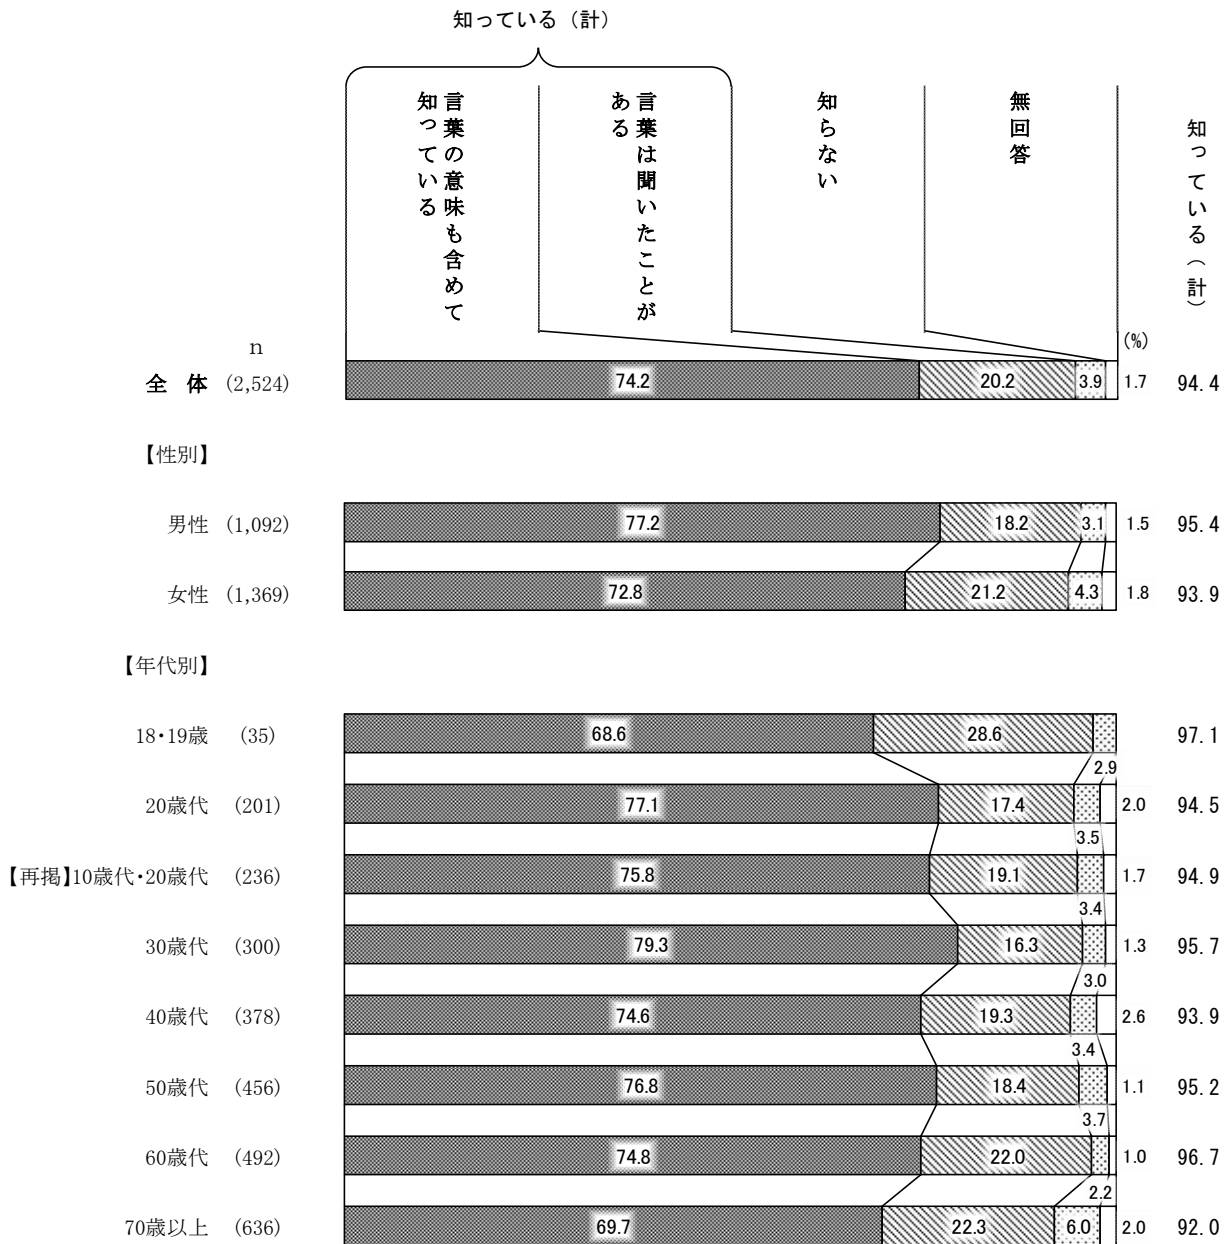 知っている（計）
言葉の意味も含めて
知っている
言葉は聞いたことが
ある
知らない
無回答
知っている（計）
n
(%)
全　体 (2,524) 74.2 20.2 3.9 1.7 94.4
【性別】
男性 (1,092) 77.2 18.2 3.1 1.5 95.4
女性 (1,369) 72.8 21.2 4.3 1.8 93.9
【年代別】
18・19歳 (35) 68.6 28.6 97.1
2.9
20歳代 (201) 77.1 17.4 2.0 94.5
3.5
【再掲】10歳代・20歳代 (236) 75.8 19.1 1.7 94.9
3.4
30歳代 (300) 79.3 16.3 1.3 95.7
3.0
40歳代 (378) 74.6 19.3 2.6 93.9
3.4
50歳代 (456) 76.8 18.4 1.1 95.2
3.7
60歳代 (492) 74.8 22.0 1.0 96.7
2.2
70歳以上 (636) 69.7 22.3 6.0 2.0 92.0